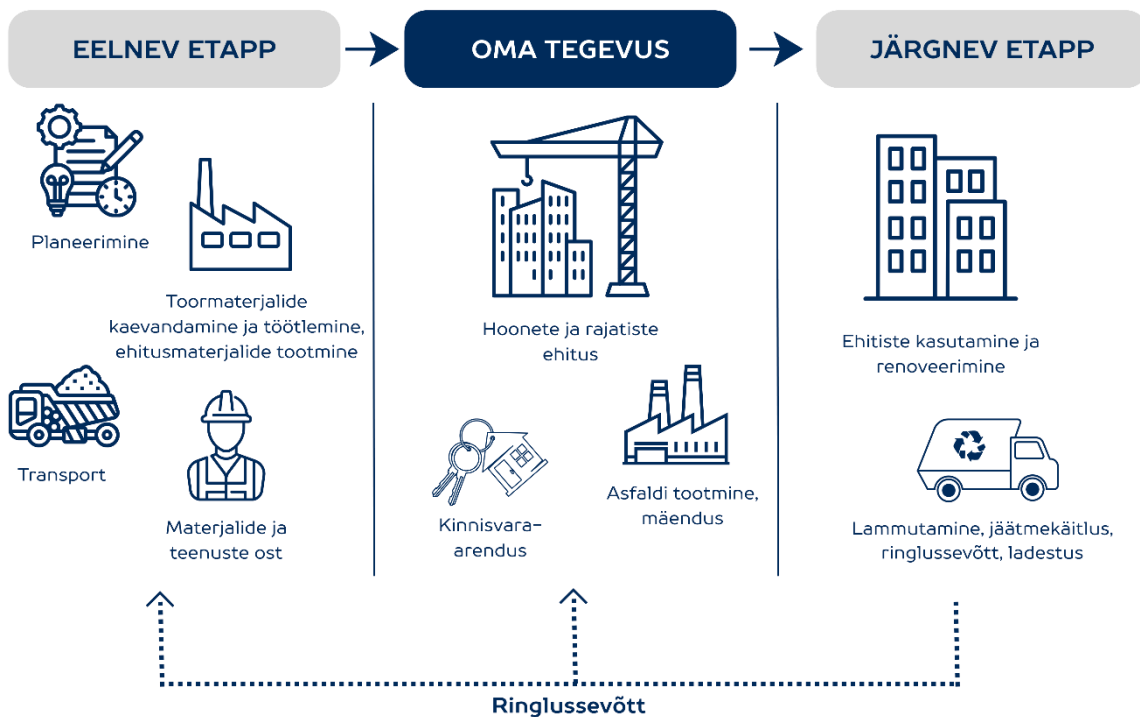 EELNEV ETAPP
OMA TEGEVUS
JÄRGNEV ETAPP
Planeerimine
Toormaterjalide
kaevandamine ja töötlemine,
ehitusmaterjalide tootmine
Transport
Materjalide ja
teenuste ost
Hoonete ja rajatiste
ehitus
Kinnisvara-
arendus
Asfaldi tootmine,
mäendus
Ehitiste kasutamine ja
renoveerimine
Lammutamine, jäätmekäitlus,
ringlussevõtt, ladestus
Ringlussevõtt